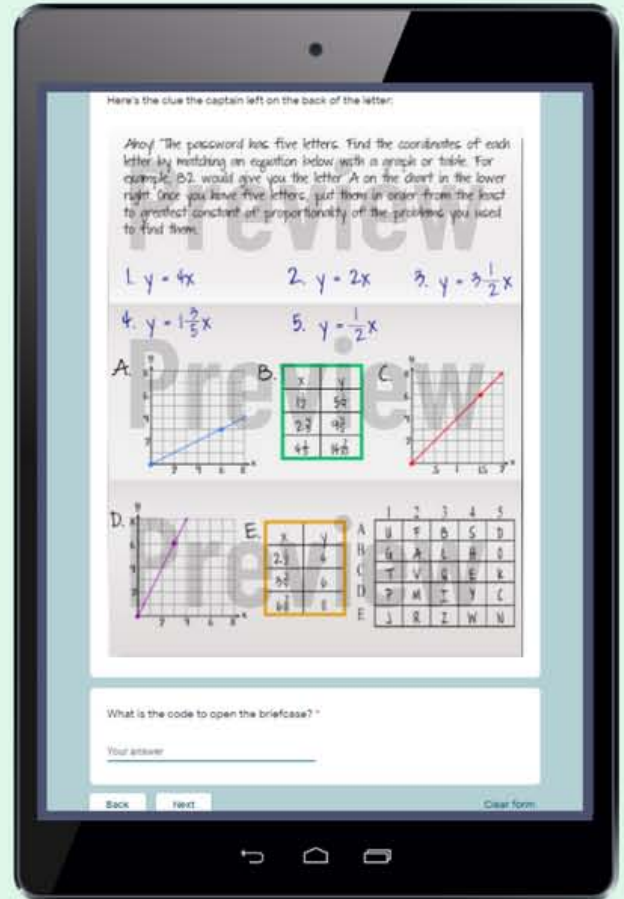 Here's the clue the captain left on the back of the letter:
Ahoy! The password has five letters. Find the coordinates of each
letter by matching an equation below with a graph or table. For
example, B2 would give you the letter A on the chart in the lower
right. Once you have five letters, put them in order from the least
to greatest constant of proportionality of the problems you used
to find them.
Preview
1. y = 4x
2. y = 2x
3. y = 3 1/2 x
4. y = 1 3/5 x
5. y = 1/2 x
Preview
A.
B.
x y
C.
D.
E.
x y
4
6
8
1 2 3 4 5
A U F B S D
B G A L H O
C T V Q E K
D P M I Y C
E J R Z W N
Preview
What is the code to open the briefcase? *
Your answer
Back
Next
Clear form